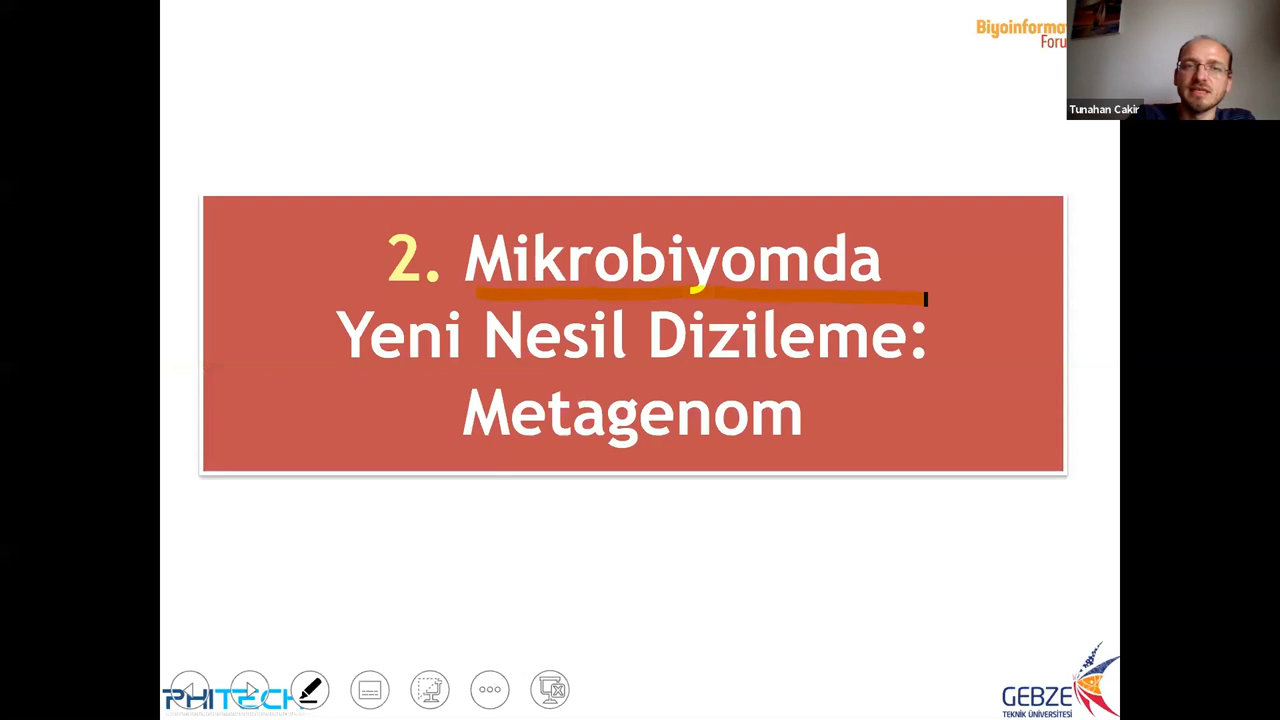 Biyoinforma
Foru
Tunahan Cakir
2. Mikrobiyomda
Yeni Nesil Dizileme:
Metagenom
PHITECH
GEBZE
TEKNİK ÜNİVERSİTESİ